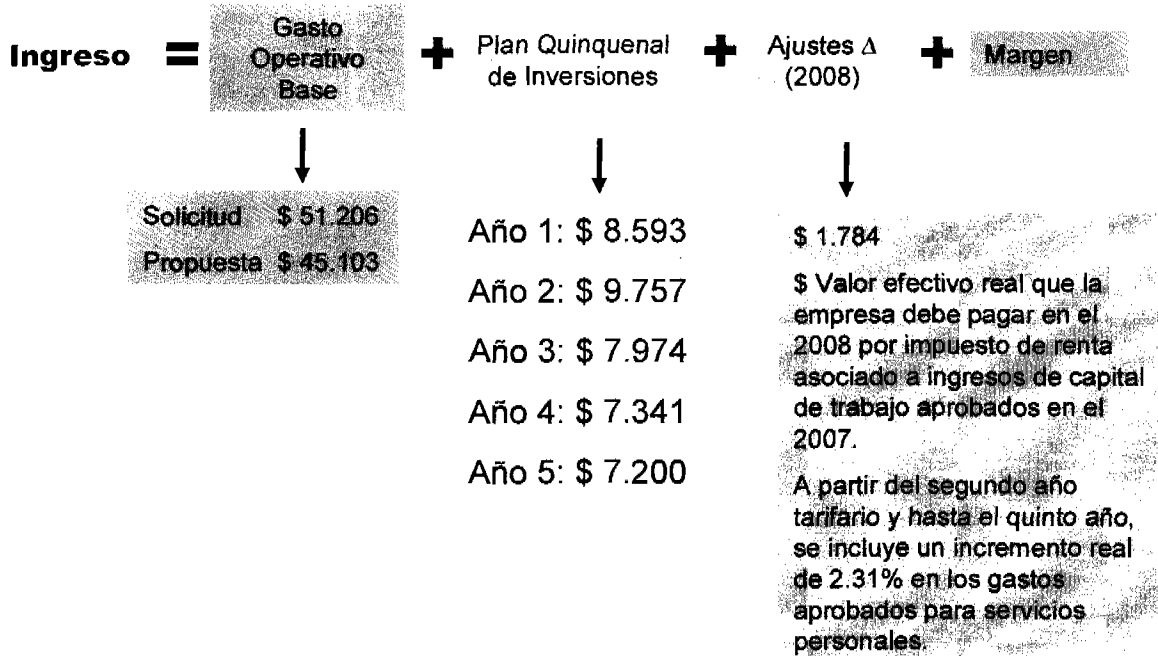 Ingreso = Gasto Operativo Base + Plan Quinquenal de Inversiones + Ajustes Δ (2008) + Margen
Solicitud $ 51.206
Propuesta $ 45.103
Año 1: $ 8.593
Año 2: $ 9.757
Año 3: $ 7.974
Año 4: $ 7.341
Año 5: $ 7.200
$ 1.784
$ Valor efectivo real que la
empresa debe pagar en el
2008 por impuesto de renta
asociado a ingresos de capital
de trabajo aprobados en el
2007.
A partir del segundo año
tarifario y hasta el quinto año,
se incluye un incremento real
de 2.31% en los gastos
aprobados para servicios
personales.